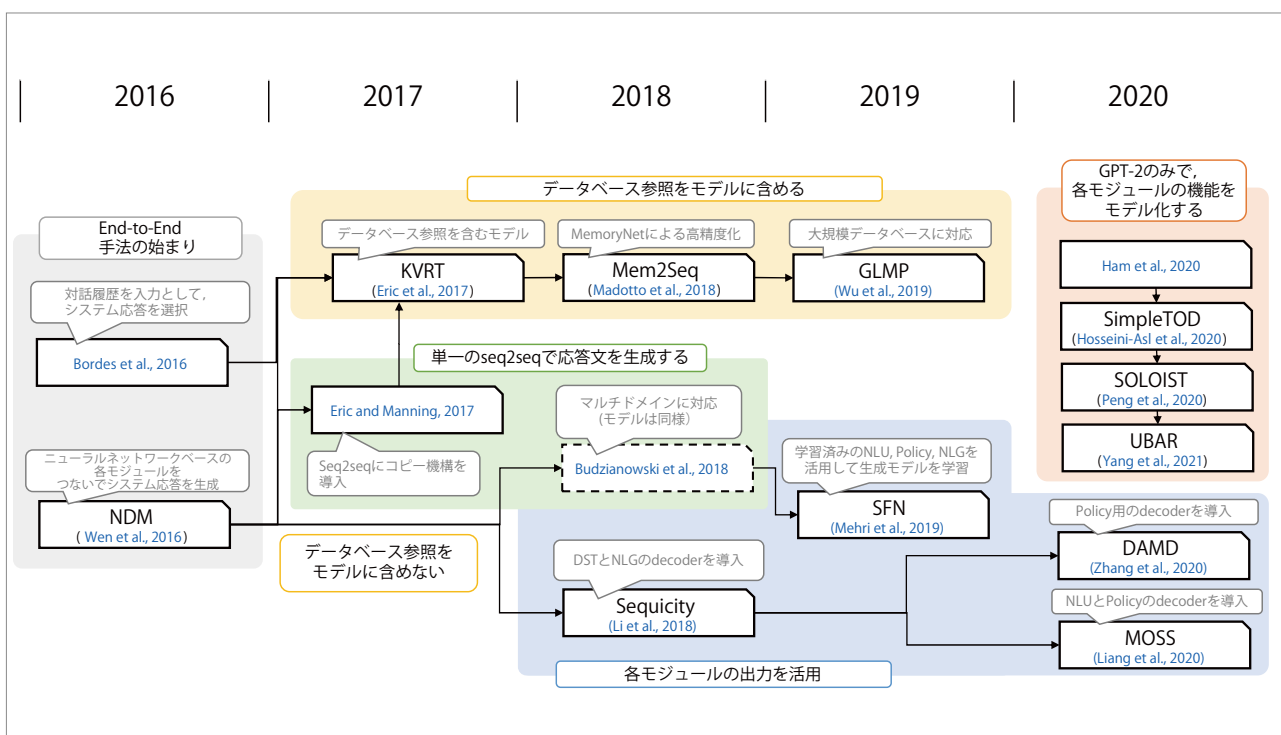 2016
2017
2018
2019
2020
End-to-End
手法の始まり
対話履歴を入力として,
システム応答を選択
Bordes et al., 2016
ニューラルネットワークベースの
各モジュールを
つないでシステム応答を生成
NDM
( Wen et al., 2016)
データベース参照をモデルに含める
データベース参照を含むモデル
KVRT
(Eric et al., 2017)
MemoryNetによる高精度化
Mem2Seq
(Madotto et al., 2018)
大規模データベースに対応
GLMP
(Wu et al., 2019)
単一のseq2seqで応答文を生成する
Eric and Manning, 2017
Seq2seqにコピー機構を
導入
マルチドメインに対応
(モデルは同様)
Budzianowski et al., 2018
データベース参照を
モデルに含めない
学習済みのNLU, Policy, NLGを
活用して生成モデルを学習
SFN
(Mehri et al., 2019)
DSTとNLGのdecoderを導入
Sequicity
(Li et al., 2018)
Policy用のdecoderを導入
DAMD
(Zhang et al., 2020)
NLUとPolicyのdecoderを導入
MOSS
(Liang et al., 2020)
各モジュールの出力を活用
GPT-2のみで,
各モジュールの機能を
モデル化する
Ham et al., 2020
SimpleTOD
(Hosseini-Asl et al., 2020)
SOLOIST
(Peng et al., 2020)
UBAR
(Yang et al., 2021)